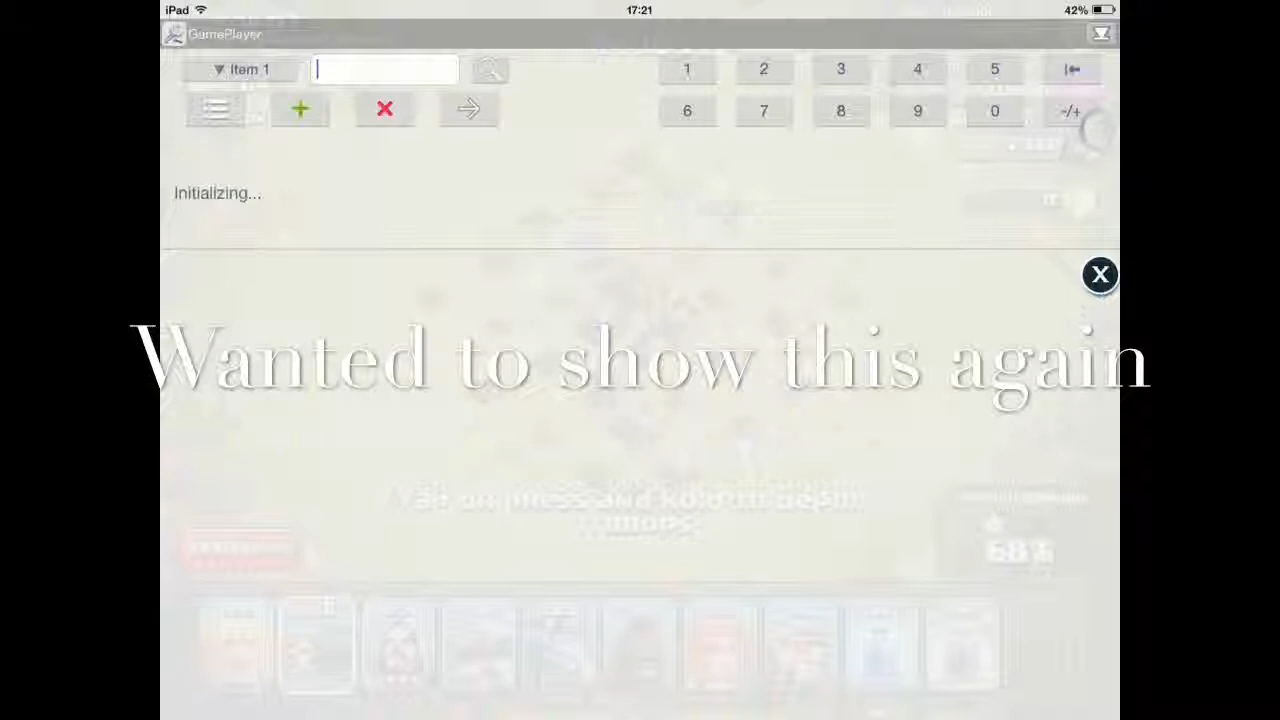 iPad 17:21 42%
GamePlayer
▼ Item 1
1 2 3 4 5
6 7 8 9 0 -/+
Initializing...
X
Wanted to show this again
68%